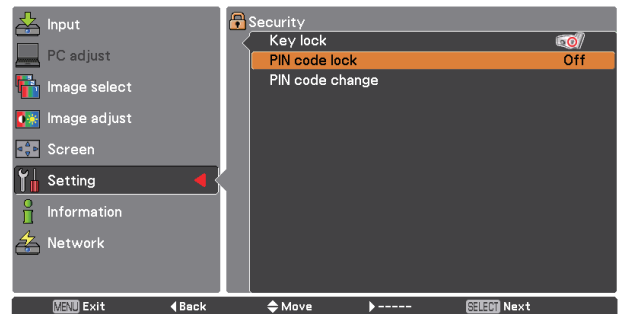 Input
PC adjust
Image select
Image adjust
Screen
Setting
Information
Network
Security
Key lock
PIN code lock Off
PIN code change
MENU Exit ◀Back Move ▶----- SELECT Next